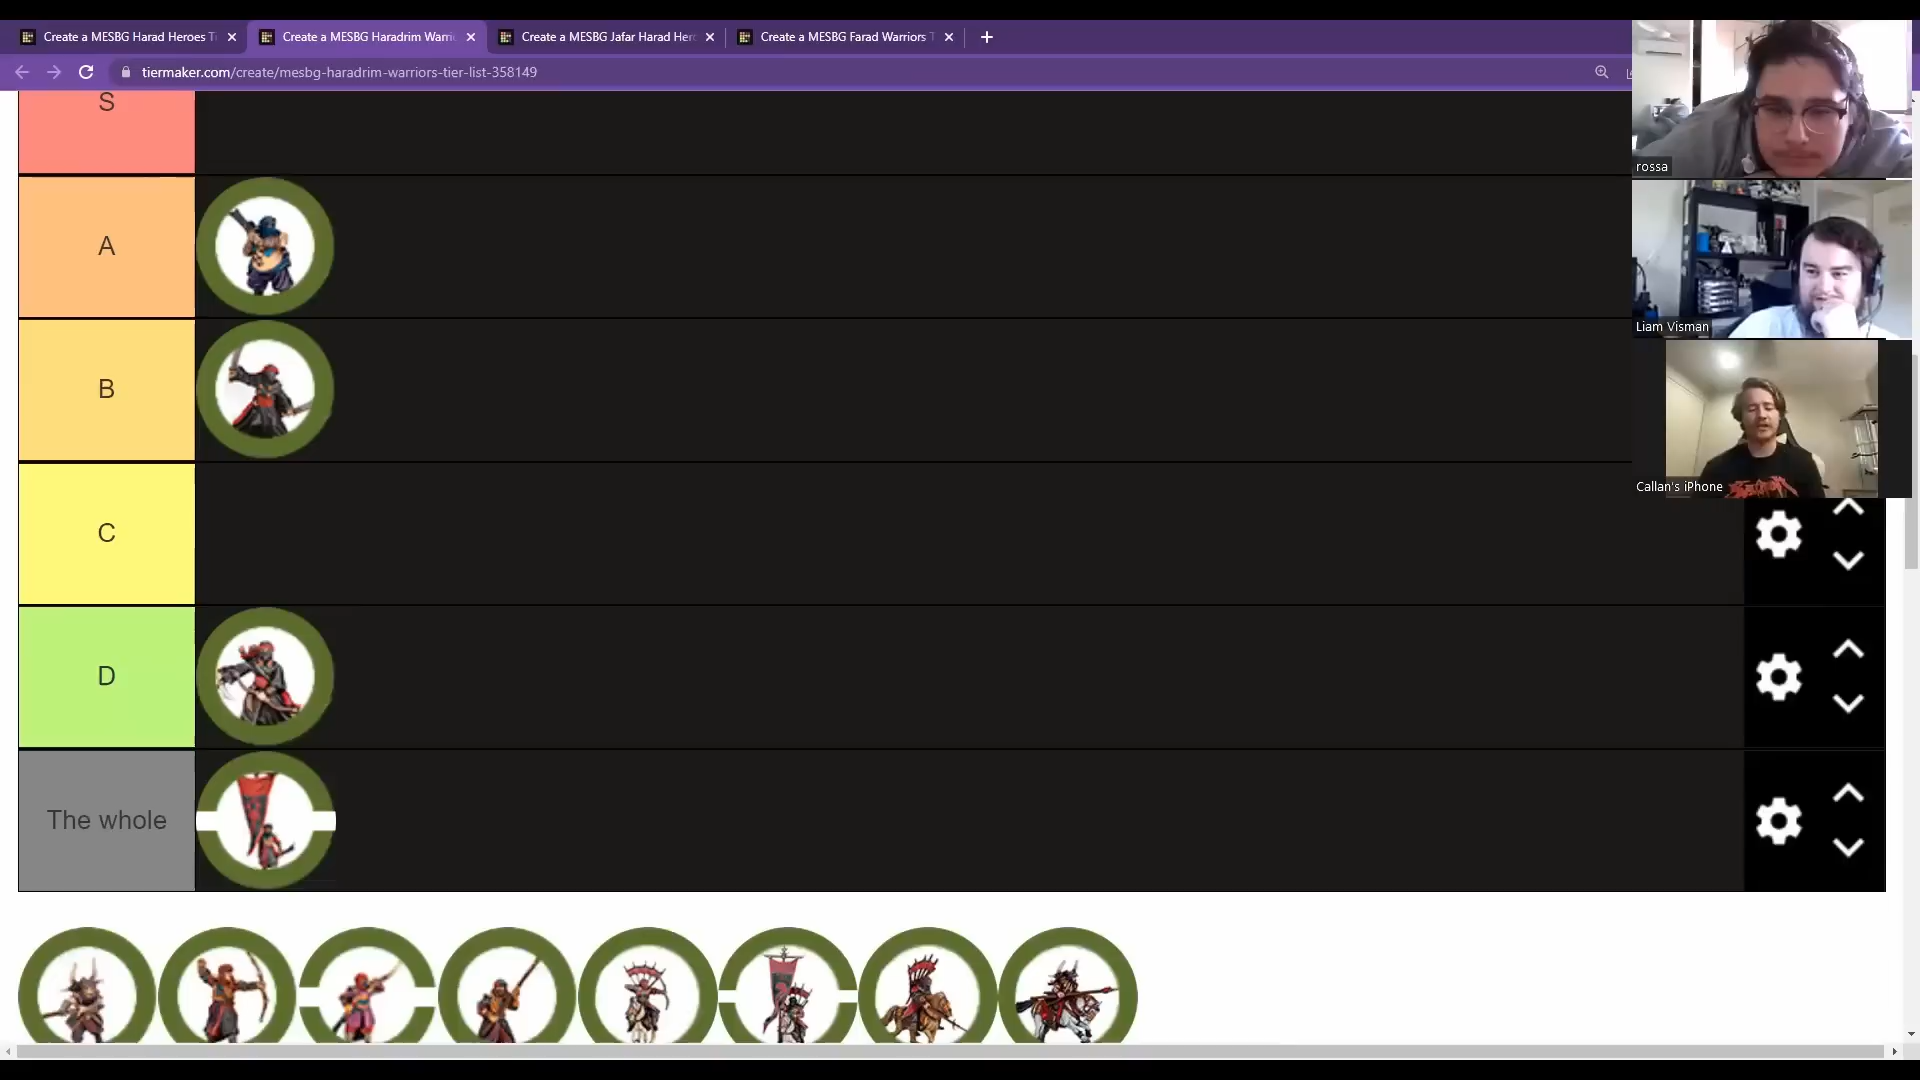 Create a MESBG Harad Heroes Ti
Create a MESBG Haradrim Warri
Create a MESBG Jafar Harad Her
Create a MESBG Farad Warriors T
tiermaker.com/create/mesbg-haradrim-warriors-tier-list-358149
S
rossa
A
Liam Visman
B
Callan's iPhone
C
D
The whole